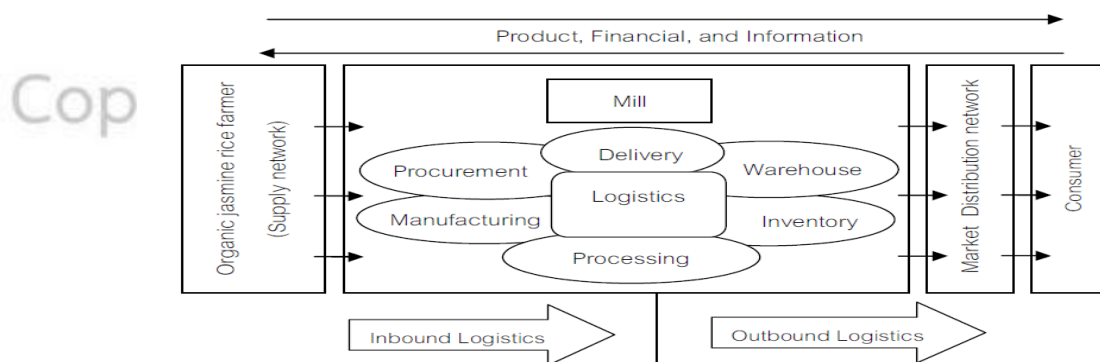 Product, Financial, and Information
Cop
Organic jasmine rice farmer
(Supply network)
Mill
Delivery
Procurement
Warehouse
Logistics
Manufacturing
Inventory
Processing
Market Distribution network
Consumer
Inbound Logistics
Outbound Logistics